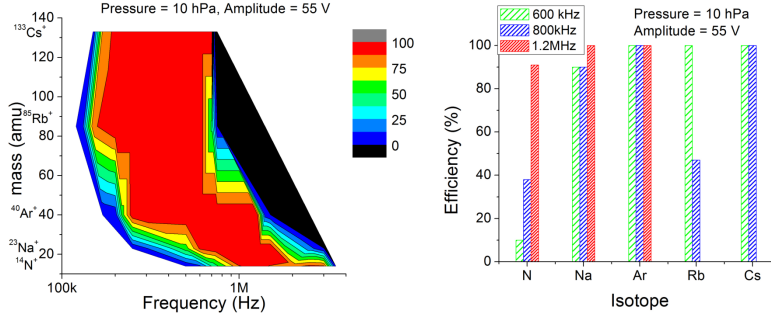 Pressure = 10 hPa, Amplitude = 55 V
140
133Cs+
120
100
85Rb+
80
60
40Ar+
40
23Na+
20
14N+
mass (amu)
100k
1M
Frequency (Hz)
100
75
50
25
0
600 kHz
800kHz
1.2MHz
Pressure = 10 hPa
Amplitude = 55 V
100
80
60
40
20
0
Efficiency (%)
N
Na
Ar
Rb
Cs
Isotope